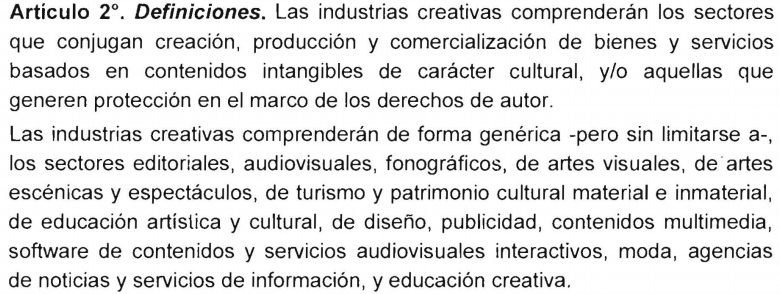 Artículo 2°. Definiciones. Las industrias creativas comprenderán los sectores
que conjugan creación, producción y comercialización de bienes y servicios
basados en contenidos intangibles de carácter cultural, y/o aquellas que
generen protección en el marco de los derechos de autor.
Las industrias creativas comprenderán de forma genérica -pero sin limitarse a-,
los sectores editoriales, audiovisuales, fonográficos, de artes visuales, de artes
escénicas y espectáculos, de turismo y patrimonio cultural material e inmaterial,
de educación artística y cultural, de diseño, publicidad, contenidos multimedia,
software de contenidos y servicios audiovisuales interactivos, moda, agencias
de noticias y servicios de información, y educación creativa.